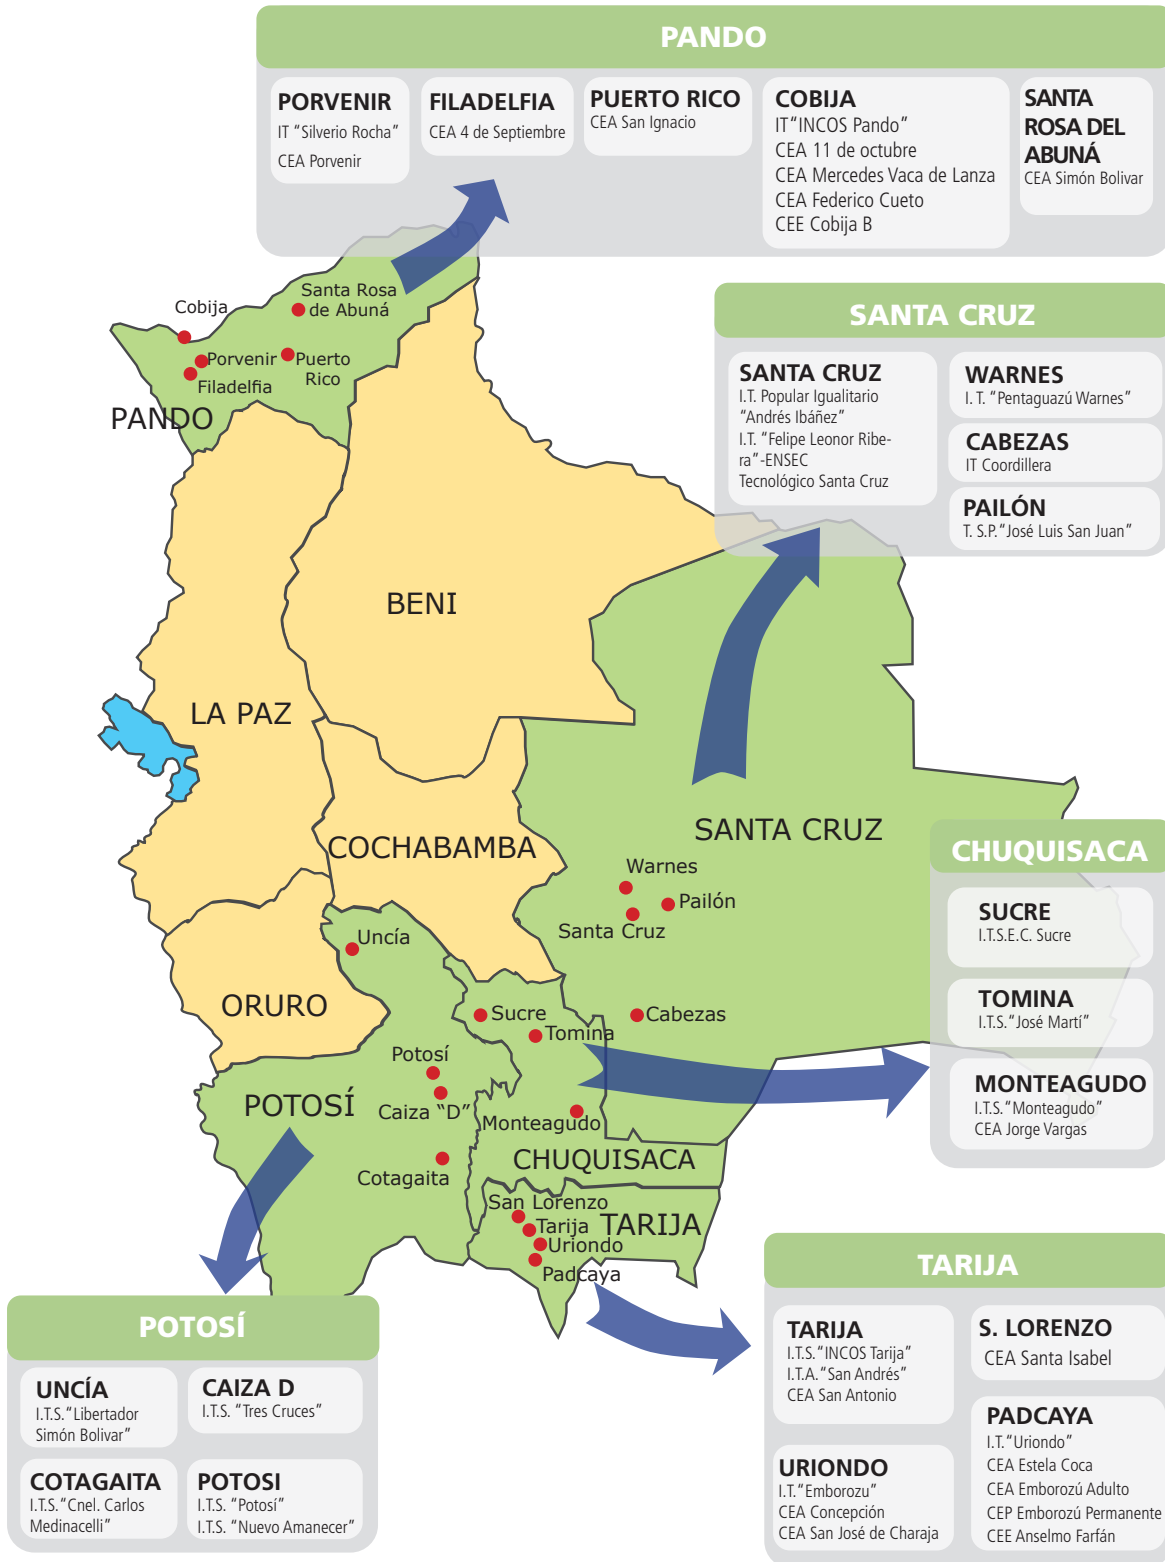 PANDO
PORVENIR
IT “Silverio Rocha”
CEA Porvenir
FILADELFIA
CEA 4 de Septiembre
PUERTO RICO
CEA San Ignacio
COBIJA
IT“INCOS Pando”
CEA 11 de octubre
CEA Mercedes Vaca de Lanza
CEA Federico Cueto
CEE Cobija B
SANTA
ROSA DEL
ABUNÁ
CEA Simón Bolivar
Cobija
Santa Rosa
de Abuná
Porvenir
Filadelfia
Puerto
Rico
PANDO
SANTA CRUZ
SANTA CRUZ
I.T. Popular Igualitario
“Andrés Ibáñez”
I.T. “Felipe Leonor Ribe-
ra”-ENSEC
Tecnológico Santa Cruz
WARNES
I. T. “Pentaguazú Warnes”
CABEZAS
IT Coordillera
PAILÓN
T. S.P.“José Luis San Juan”
BENI
LA PAZ
COCHABAMBA
SANTA CRUZ
Warnes
Pailón
Santa Cruz
Cabezas
ORURO
Uncía
Sucre
Tomina
Potosí
POTOSÍ
Caiza “D”
Monteagudo
Cotagaita
CHUQUISACA
San Lorenzo
Tarija
TARIJA
Uriondo
Padcaya
CHUQUISACA
SUCRE
I.T.S.E.C. Sucre
TOMINA
I.T.S.“José Martí”
MONTEAGUDO
I.T.S.“Monteagudo”
CEA Jorge Vargas
POTOSÍ
UNCÍA
I.T.S.“Libertador
Simón Bolivar”
CAIZA D
I.T.S. “Tres Cruces”
COTAGAITA
I.T.S.“Cnel. Carlos
Medinacelli”
POTOSI
I.T.S. “Potosí”
I.T.S. “Nuevo Amanecer”
TARIJA
TARIJA
I.T.S.“INCOS Tarija”
I.T.A.“San Andrés”
CEA San Antonio
S. LORENZO
CEA Santa Isabel
URIONDO
I.T.“Emborozu”
CEA Concepción
CEA San José de Charaja
PADCAYA
I.T.“Uriondo”
CEA Estela Coca
CEA Emborozú Adulto
CEP Emborozú Permanente
CEE Anselmo Farfán